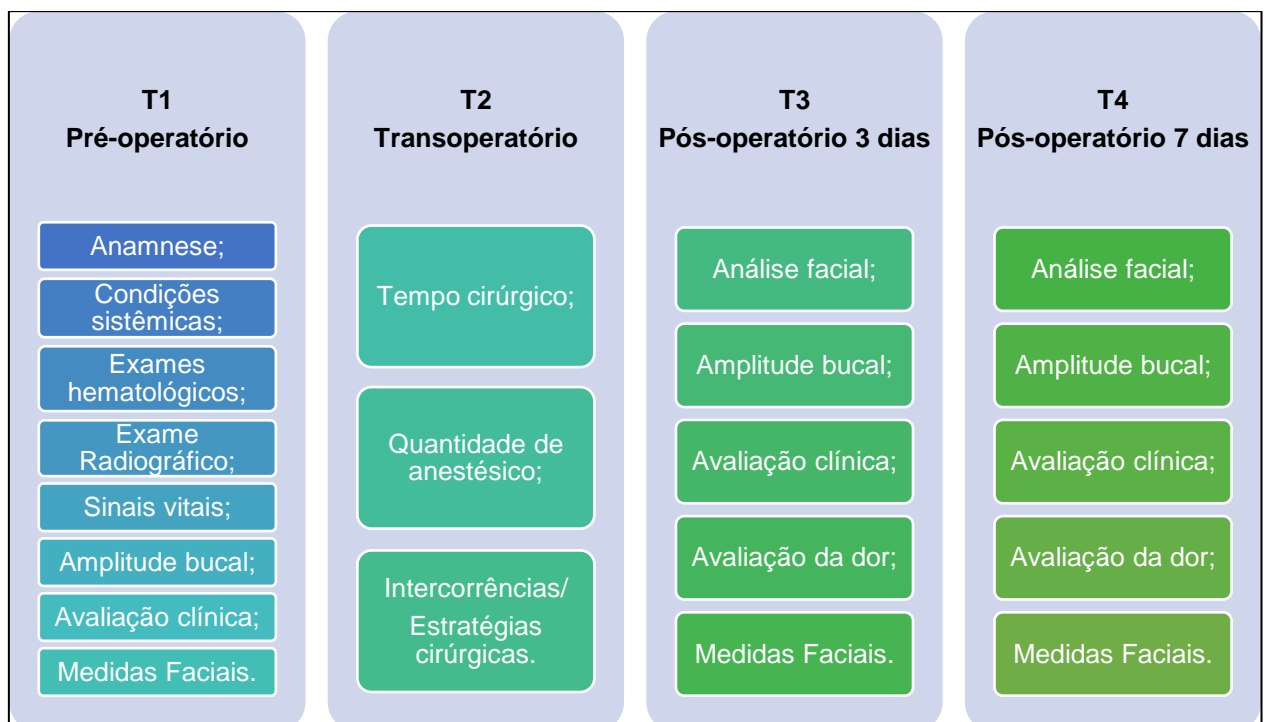 T1
Pré-operatório
Anamnese;
Condições
sistêmicas;
Exames
hematológicos;
Exame
Radiográfico;
Sinais vitais;
Amplitude bucal;
Avaliação clínica;
Medidas Faciais.
T2
Transoperatório
Tempo cirúrgico;
Quantidade de
anestésico;
Intercorrências/
Estratégias
cirúrgicas.
T3
Pós-operatório 3 dias
Análise facial;
Amplitude bucal;
Avaliação clínica;
Avaliação da dor;
Medidas Faciais.
T4
Pós-operatório 7 dias
Análise facial;
Amplitude bucal;
Avaliação clínica;
Avaliação da dor;
Medidas Faciais.